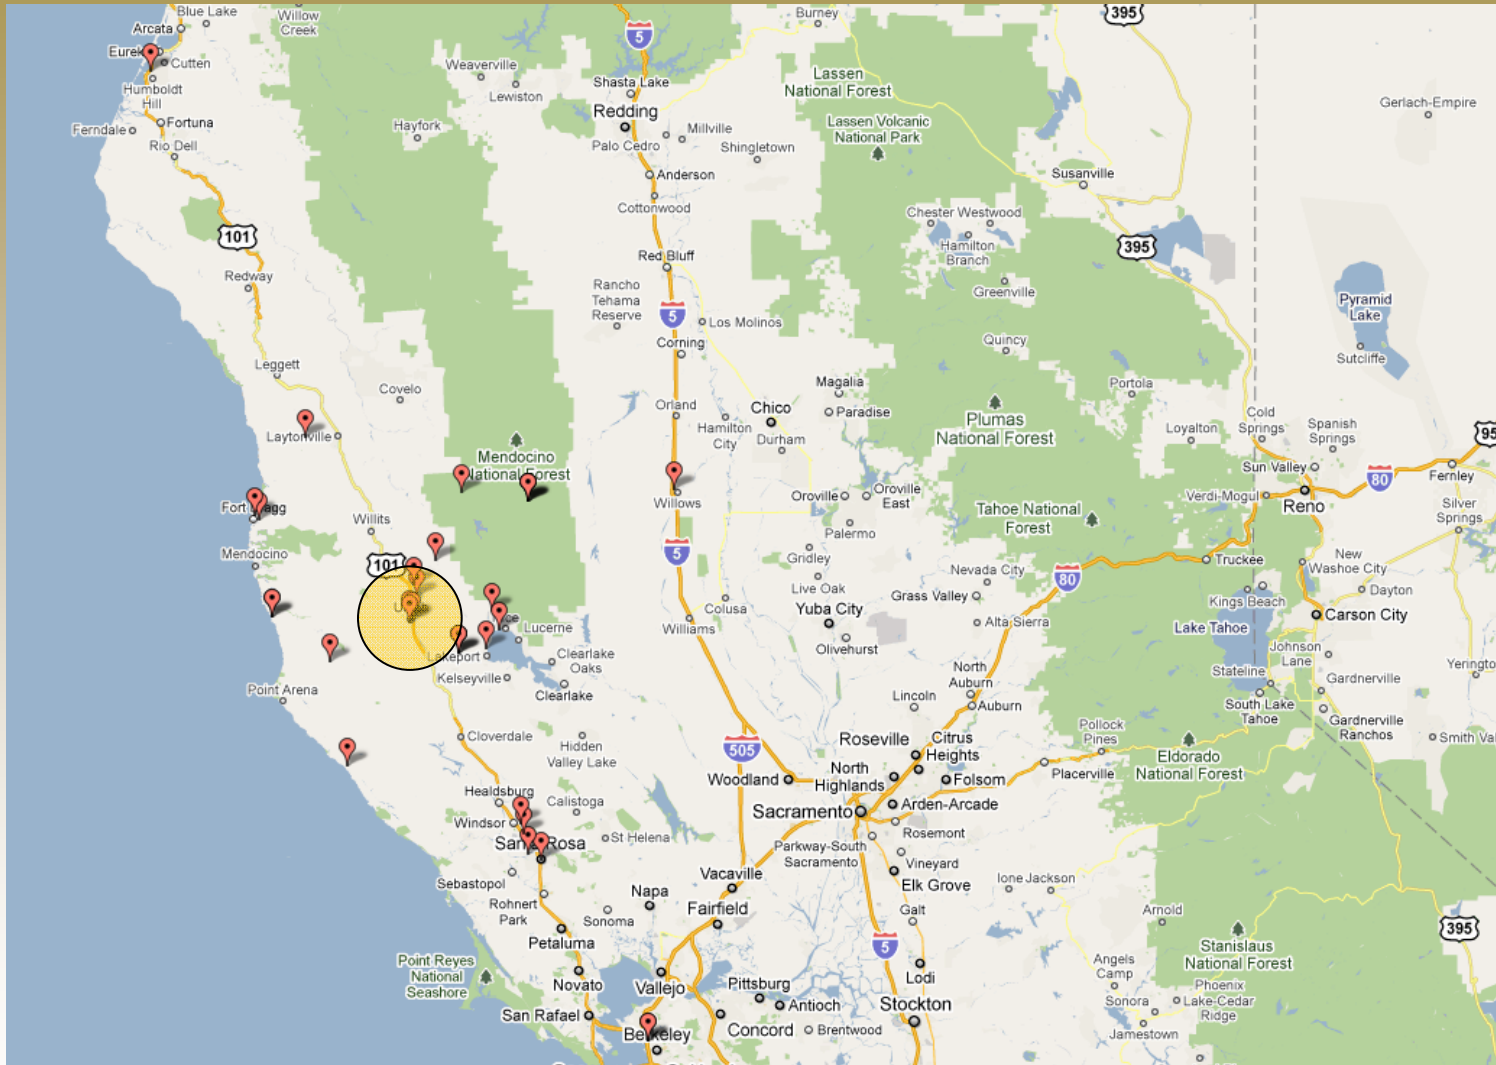 Blue Lake
Arcata
Willow
Creek
Burney
395
5
Cutten
Humboldt
Hill
Weaverville
Lewiston
Shasta Lake
Lassen
National Forest
Gerlach-Empire
Ferndale
Fortuna
Rio Dell
Hayfork
Redding
Millville
Palo Cedro
Shingletown
Lassen Volcanic
National Park
Anderson
Cottonwood
Susanville
101
Redway
Red Bluff
Chester Westwood
Hamilton
Branch
395
Greenville
Rancho
Tehama
Reserve
5
Los Molinos
Corning
Quincy
Pyramid
Lake
Sutcliffe
Leggett
Covelo
Magalia
Paradise
Portola
Orland
Chico
Hamilton
City
Durham
Plumas
National Forest
Loyalton
Cold
Springs
Spanish
Springs
95
Laytonville
Mendocino
National Forest
Sun Valley
80
Fernley
Willows
Oroville
Oroville
East
Verdi-Mogul
Reno
Silver
Springs
Fort Bragg
Willits
Palermo
Tahoe National
Forest
Mendocino
101
5
Gridley
Live Oak
Nevada City
Grass Valley
80
Truckee
New
Washoe City
Dayton
Kings Beach
Colusa
Yuba City
Alta Sierra
Carson City
Lake Tahoe
Lucerne
Williams
Olivehurst
Johnson
Lane
Lakeport
Clearlake
Oaks
Kelseyville
Clearlake
North
Auburn
Auburn
Lincoln
Stateline
Gardnerville
South Lake
Tahoe
Gardnerville
Ranchos
Point Arena
Cloverdale
Hidden
Valley Lake
505
Roseville
Citrus
Heights
Pollock
Pines
Eldorado
National Forest
Smith Val
Woodland
North
Highlands
Folsom
Placerville
Healdsburg
Calistoga
Windsor
St Helena
Sacramento
Arden-Arcade
Rosemont
Santa Rosa
Parkway-South
Sacramento
Vineyard
Elk Grove
Sebastopol
Rohnert
Park
Sonoma
Napa
Vacaville
Fairfield
Ione
Jackson
Galt
Arnold
395
Petaluma
5
Stanislaus
National Forest
Point Reyes
National
Seashore
Novato
Vallejo
Pittsburg
Antioch
Lodi
Angels
Camp
Phoenix
Lake-Cedar
Ridge
Sonora
San Rafael
Berkeley
Concord
Brentwood
Stockton
Jamestown